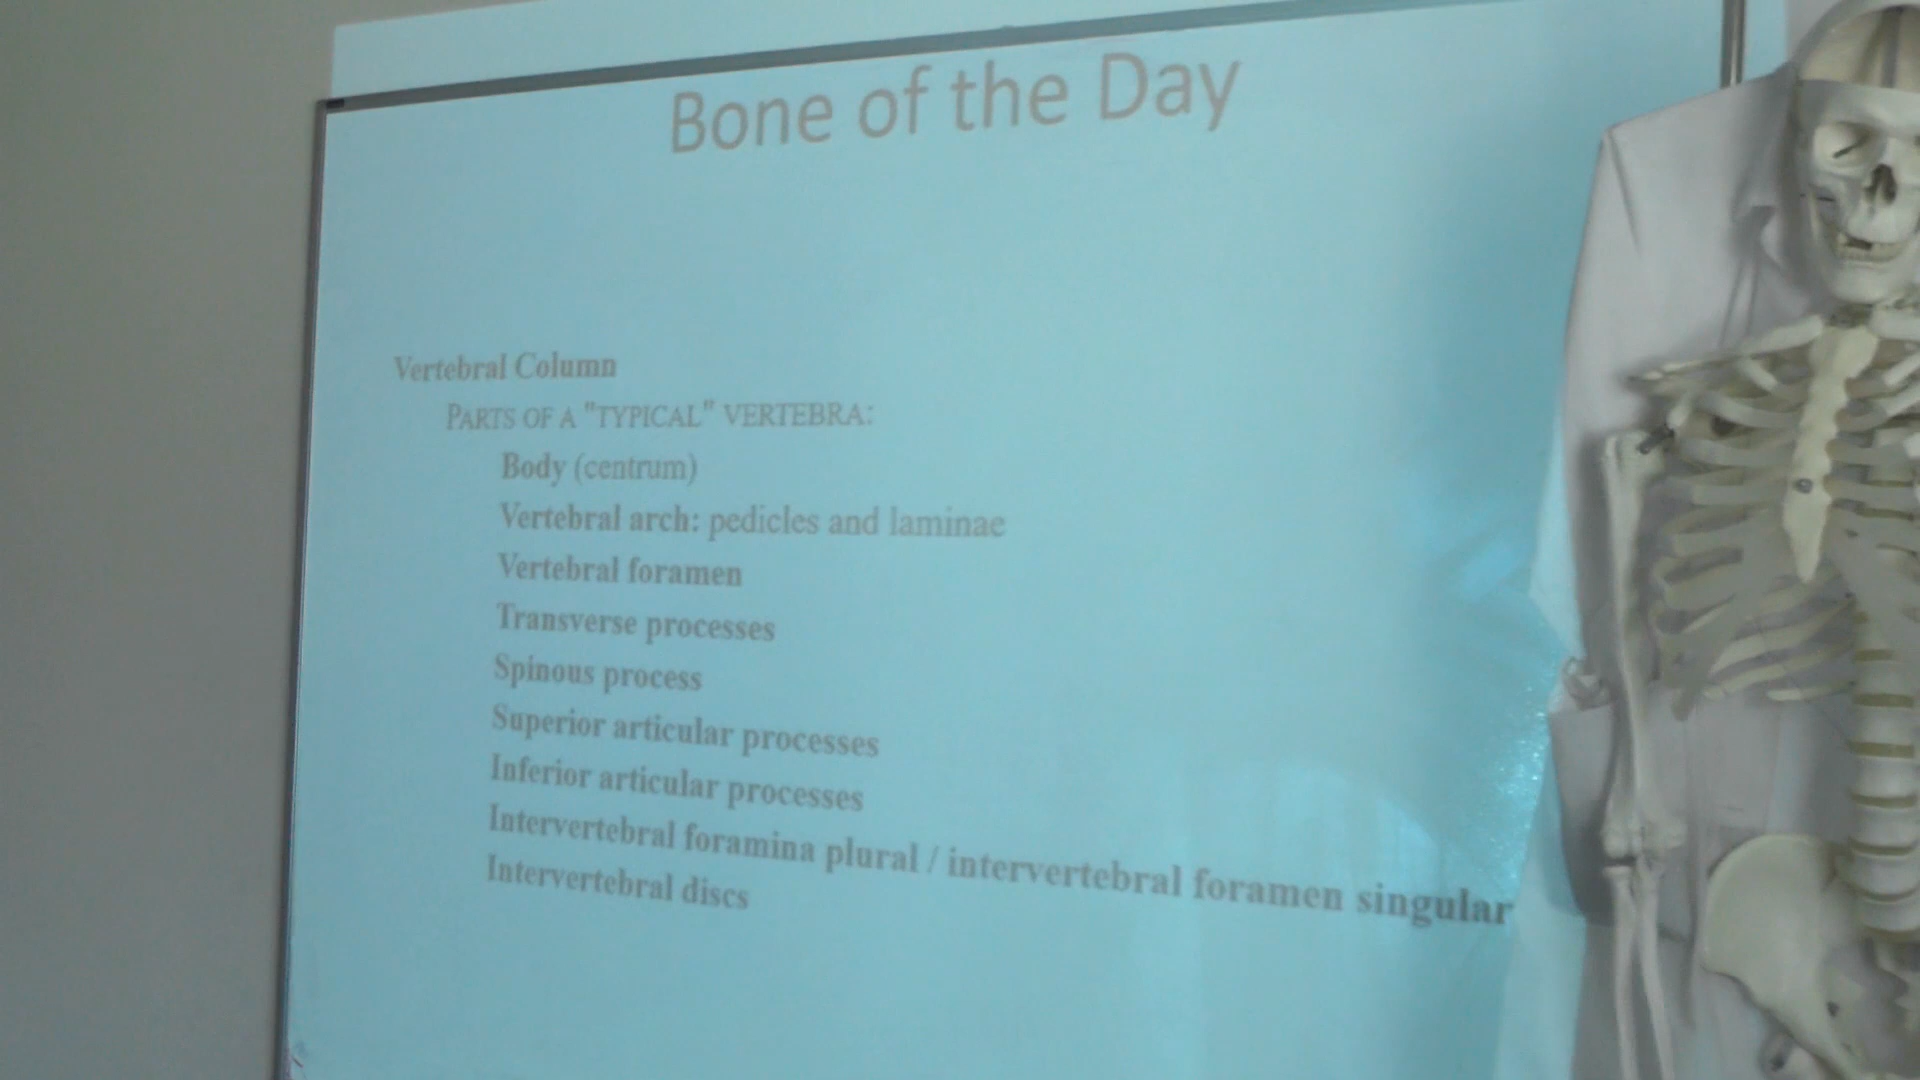 Bone of the Day
Vertebral Column
PARTS OF A "TYPICAL" VERTEBRA:
Body (centrum)
Vertebral arch: pedicles and laminae
Vertebral foramen
Transverse processes
Spinous process
Superior articular processes
Inferior articular processes
Intervertebral foramina plural / intervertebral foramen singular
Intervertebral discs